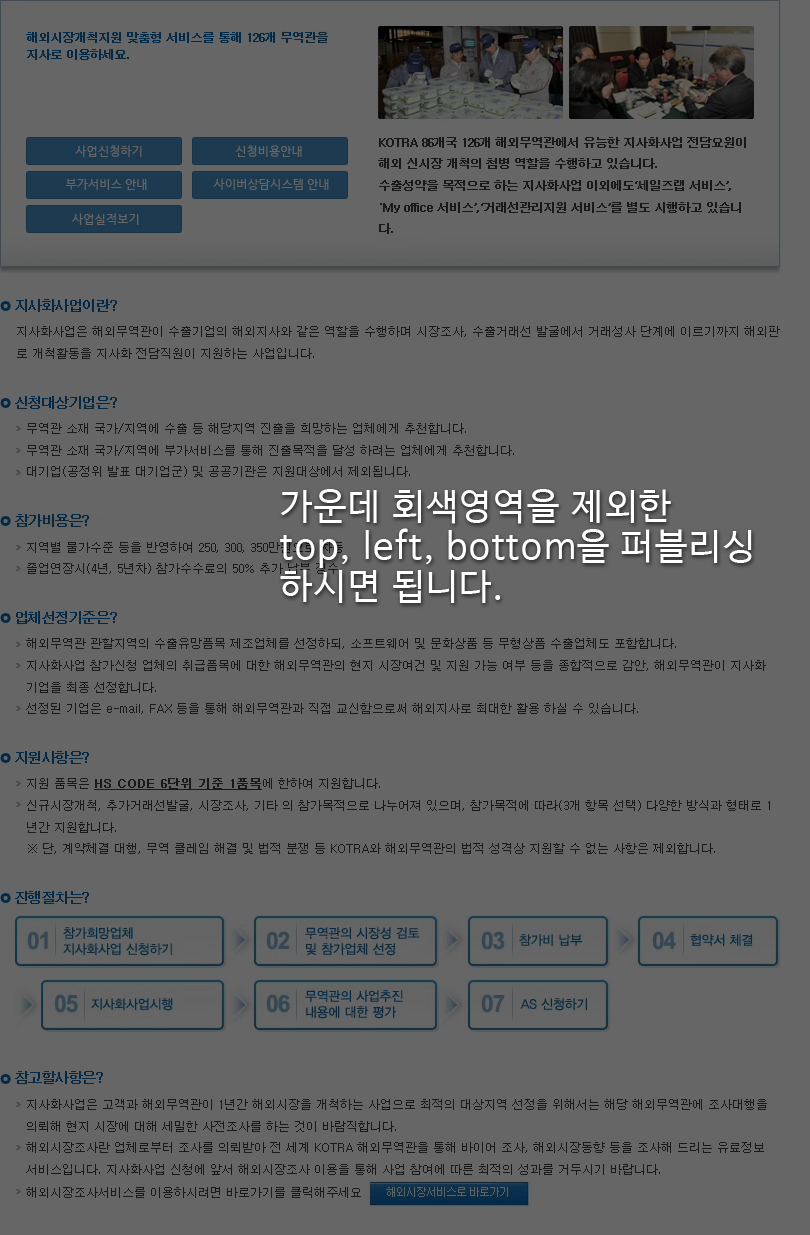 해외시장개척지원 맞춤형 서비스를 통해 126개 무역관을
지사로 이용하세요.
사업신청하기
신청비용안내
부가서비스 안내
사이버상담시스템 안내
사업실적보기
KOTRA 86개국 126개 해외무역관에서 유능한 지사화사업 전담요원이
해외 신시장 개척의 첨병 역할을 수행하고 있습니다.
수출성약을 목적으로 하는 지사화사업 이외에도‘세일즈랩 서비스’,
‘My office 서비스’,‘거래선관리지원 서비스’를 별도 시행하고 있습니
다.
지사화사업이란?
지사화사업은 해외무역관이 수출기업의 해외지사와 같은 역할을 수행하며 시장조사, 수출거래선 발굴에서 거래성사 단계에 이르기까지 해외판
로 개척활동을 지사화 전담직원이 지원하는 사업입니다.
신청대상기업은?
무역관 소재 국가/지역에 수출 등 해당지역 진출을 희망하는 업체에게 추천합니다.
무역관 소재 국가/지역에 부가서비스를 통해 진출목적을 달성 하려는 업체에게 추천합니다.
대기업(공정위 발표 대기업군) 및 공공기관은 지원대상에서 제외됩니다.
가운데 회색영역을 제외한
top, left, bottom을 퍼블리싱
하시면 됩니다.
참가비용은?
지역별 물가수준 등을 반영하여 250, 300, 350만
졸업연장시(4년, 5년차) 참가수수료의 50% 추가
업체선정기준은?
해외무역관 관할지역의 수출유망품목 제조업체를 선정하되, 소프트웨어 및 문화상품 등 무형상품 수출업체도 포함합니다.
지사화사업 참가신청 업체의 취급품목에 대한 해외무역관의 현지 시장여건 및 지원 가능 여부 등을 종합적으로 감안, 해외무역관이 지사화
기업을 최종 선정합니다.
선정된 기업은 e-mail, FAX 등을 통해 해외무역관과 직접 교신함으로써 해외지사로 최대한 활용 하실 수 있습니다.
지원사항은?
지원 품목은 HS CODE 6단위 기준 1품목에 한하여 지원합니다.
신규시장개척, 추가거래선발굴, 시장조사, 기타 의 참가목적으로 나누어져 있으며, 참가목적에 따라(3개 항목 선택) 다양한 방식과 형태로 1
년간 지원합니다.
※ 단, 계약체결 대행, 무역 클레임 해결 및 법적 분쟁 등 KOTRA와 해외무역관의 법적 성격상 지원할 수 없는 사항은 제외합니다.
진행절차는?
01 참가희망업체
지사화사업 신청하기
02 무역관의 시장성 검토
및 참가업체 선정
03 참가비 납부
04 협약서 체결
05 지사화사업시행
06 무역관의 사업추진
내용에 대한 평가
07 AS 신청하기
참고할사항은?
지사화사업은 고객과 해외무역관이 1년간 해외시장을 개척하는 사업으로 최적의 대상지역 선정을 위해서는 해당 해외무역관에 조사대행을
의뢰해 현지 시장에 대해 세밀한 사전조사를 하는 것이 바람직합니다.
해외시장조사란 업체로부터 조사를 의뢰받아 전 세계 KOTRA 해외무역관을 통해 바이어 조사, 해외시장동향 등을 조사해 드리는 유료정보
서비스입니다. 지사화사업 신청에 앞서 해외시장조사 이용을 통해 사업 참여에 따른 최적의 성과를 거두시기 바랍니다.
해외시장조사서비스를 이용하시려면 바로가기를 클릭해주세요
해외시장서비스로 바로가기